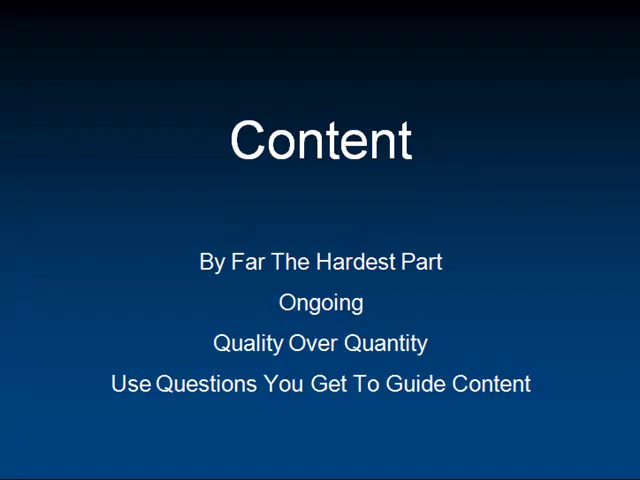 Content
By Far The Hardest Part
Ongoing
Quality Over Quantity
Use Questions You Get To Guide Content